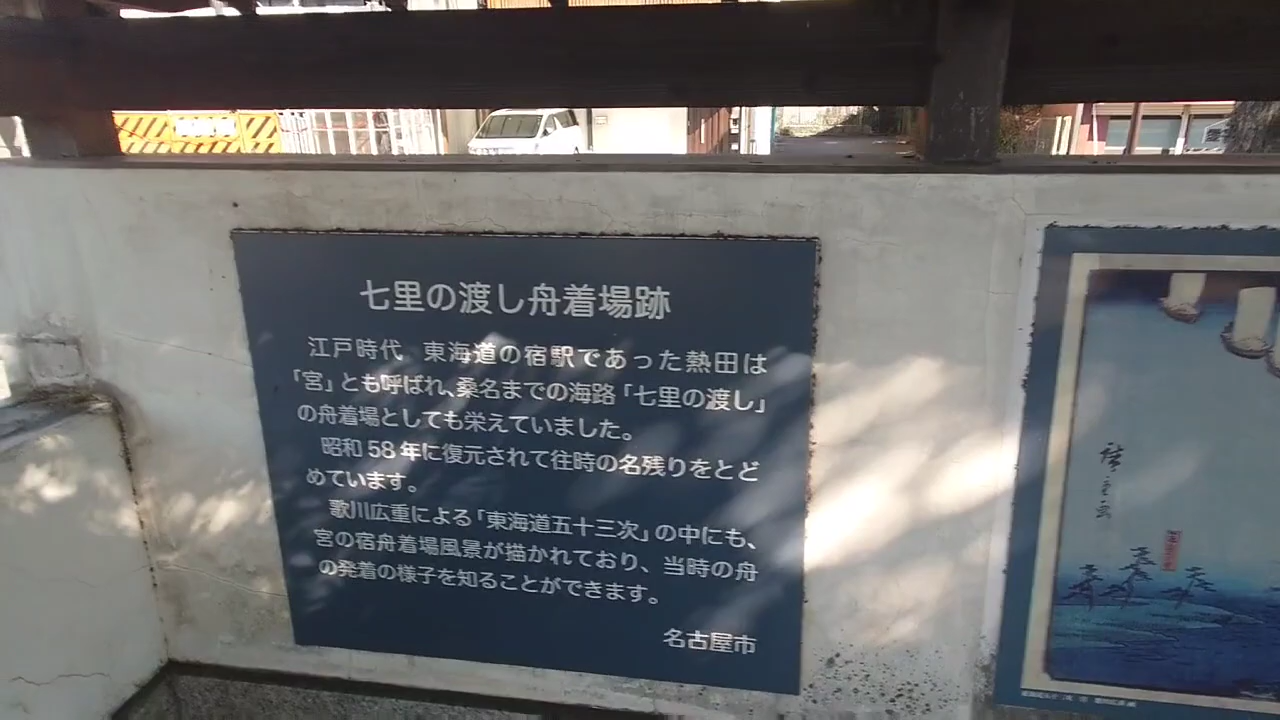 七里の渡し舟着場跡
江戸時代 東海道の宿駅であった熱田は
「宮」とも呼ばれ、桑名までの海路「七里の渡し」
の舟着場としても栄えていました。
昭和58年に復元されて往時の名残りをとど
めています。
歌川広重による「東海道五十三次」の中にも、
宮の宿舟着場風景が描かれており、当時の舟
の発着の様子を知ることができます。
名古屋市
廣重画